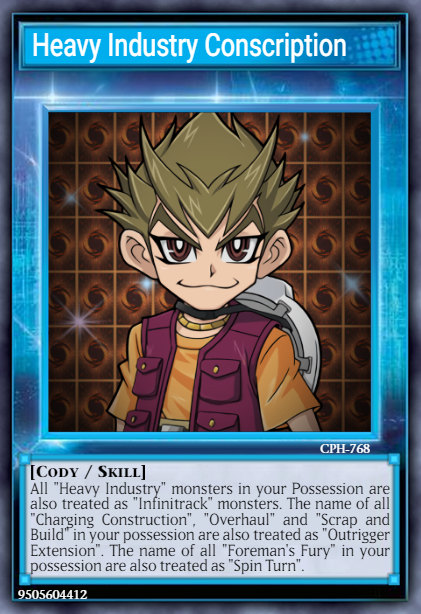 Heavy Industry Conscription
CPH-768
[Cody / Skill]
All "Heavy Industry" monsters in your Possession are
also treated as "Infinitrack" monsters. The name of all
"Charging Construction", "Overhaul" and "Scrap and
Build" in your possession are also treated as "Outrigger
Extension". The name of all "Foreman's Fury" in your
possession are also treated as "Spin Turn".
9505604412